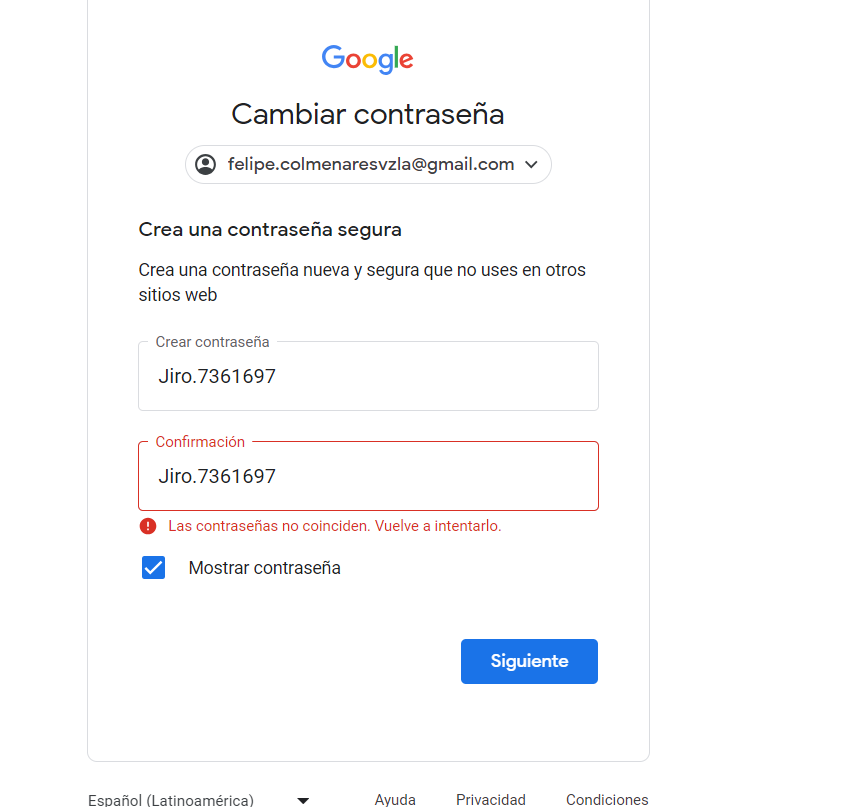 Google
Cambiar contraseña
felipe.colmenaresvzla@gmail.com
Crea una contraseña segura
Crea una contraseña nueva y segura que no uses en otros
sitios web
Crear contraseña
Jiro.7361697
Confirmación
Jiro.7361697
Las contraseñas no coinciden. Vuelve a intentarlo.
Mostrar contraseña
Siguiente
Español (Latinoamérica) Ayuda Privacidad Condiciones